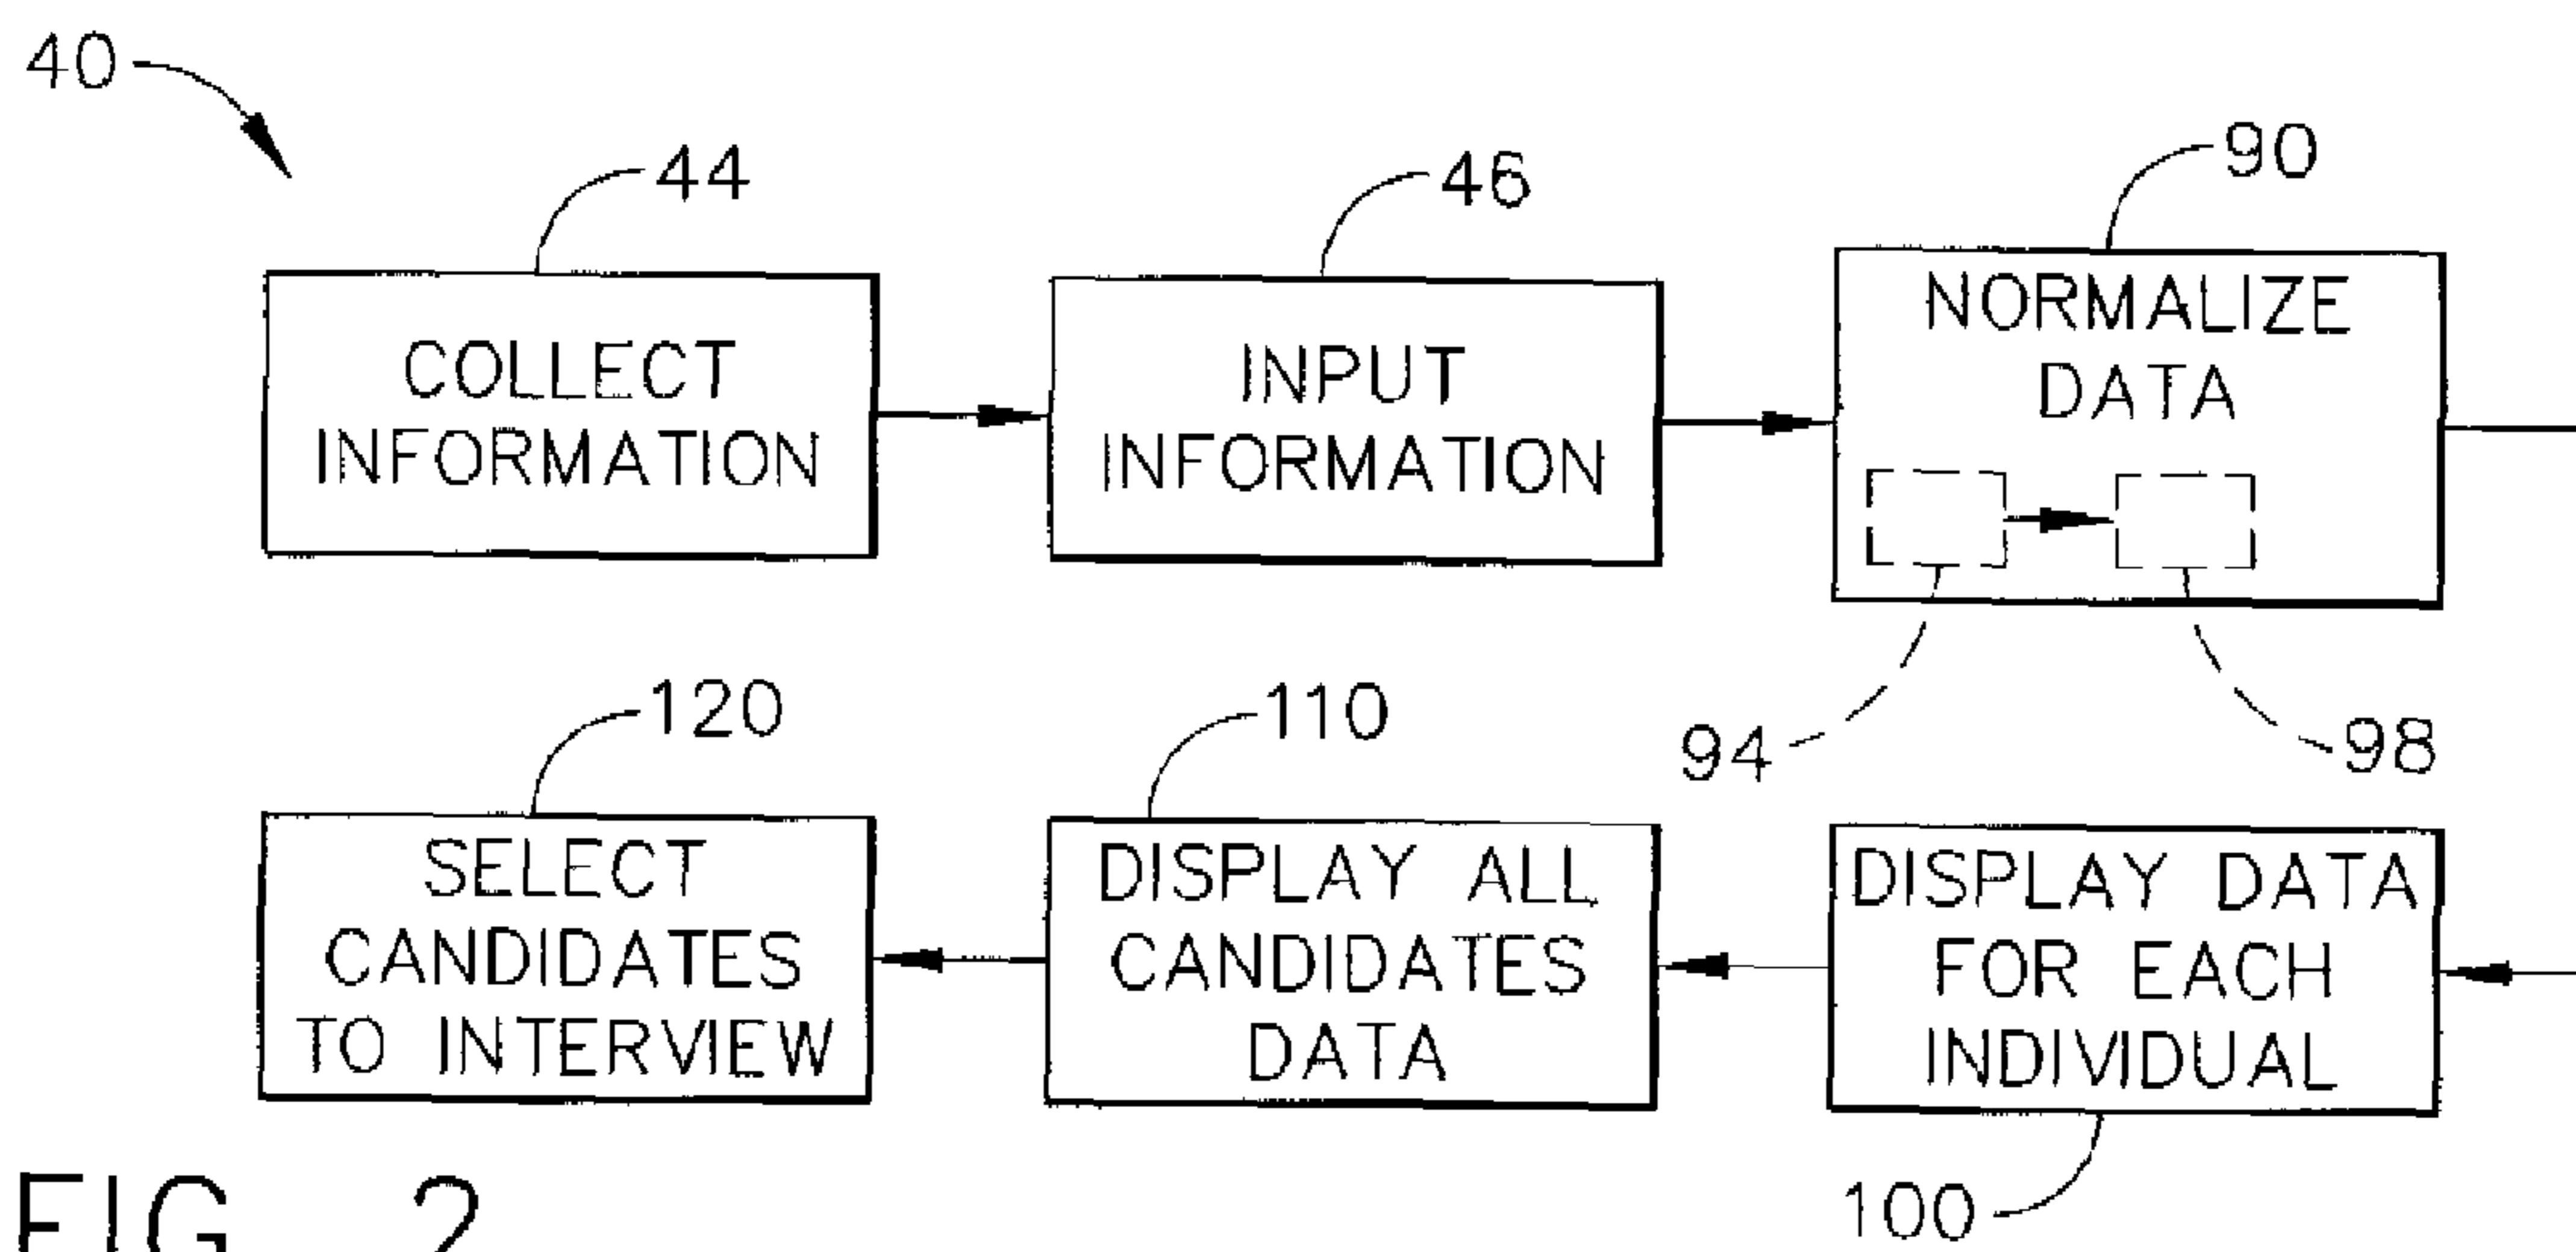 40
44
46
90
COLLECT
INFORMATION
INPUT
INFORMATION
NORMALIZE
DATA
94
98
120
110
SELECT
CANDIDATES
TO INTERVIEW
DISPLAY ALL
CANDIDATES
DATA
DISPLAY DATA
FOR EACH
INDIVIDUAL
100
FIG. 2